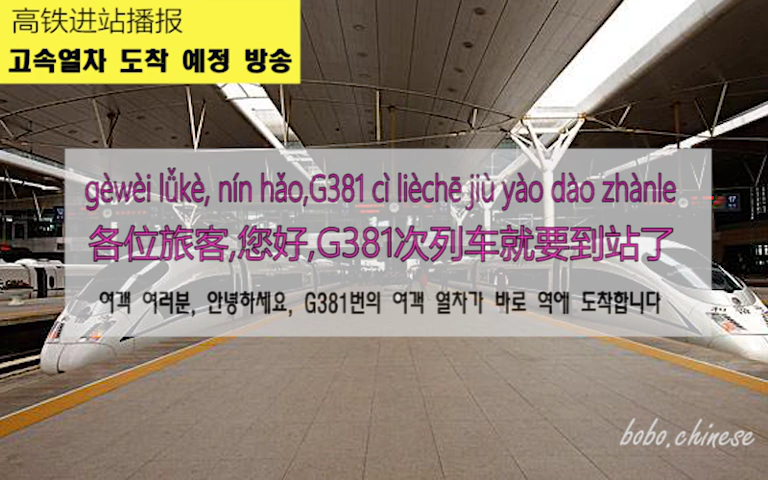 高铁进站播报
고속열차 도착 예정 방송
gèwèi lǚkè, nín hǎo,G381 cì lièchē jiù yào dào zhànle
各位旅客,您好,G381次列车就要到站了
여객 여러분, 안녕하세요, G381번의 여객 열차가 바로 역에 도착합니다
17
bobo.chinese